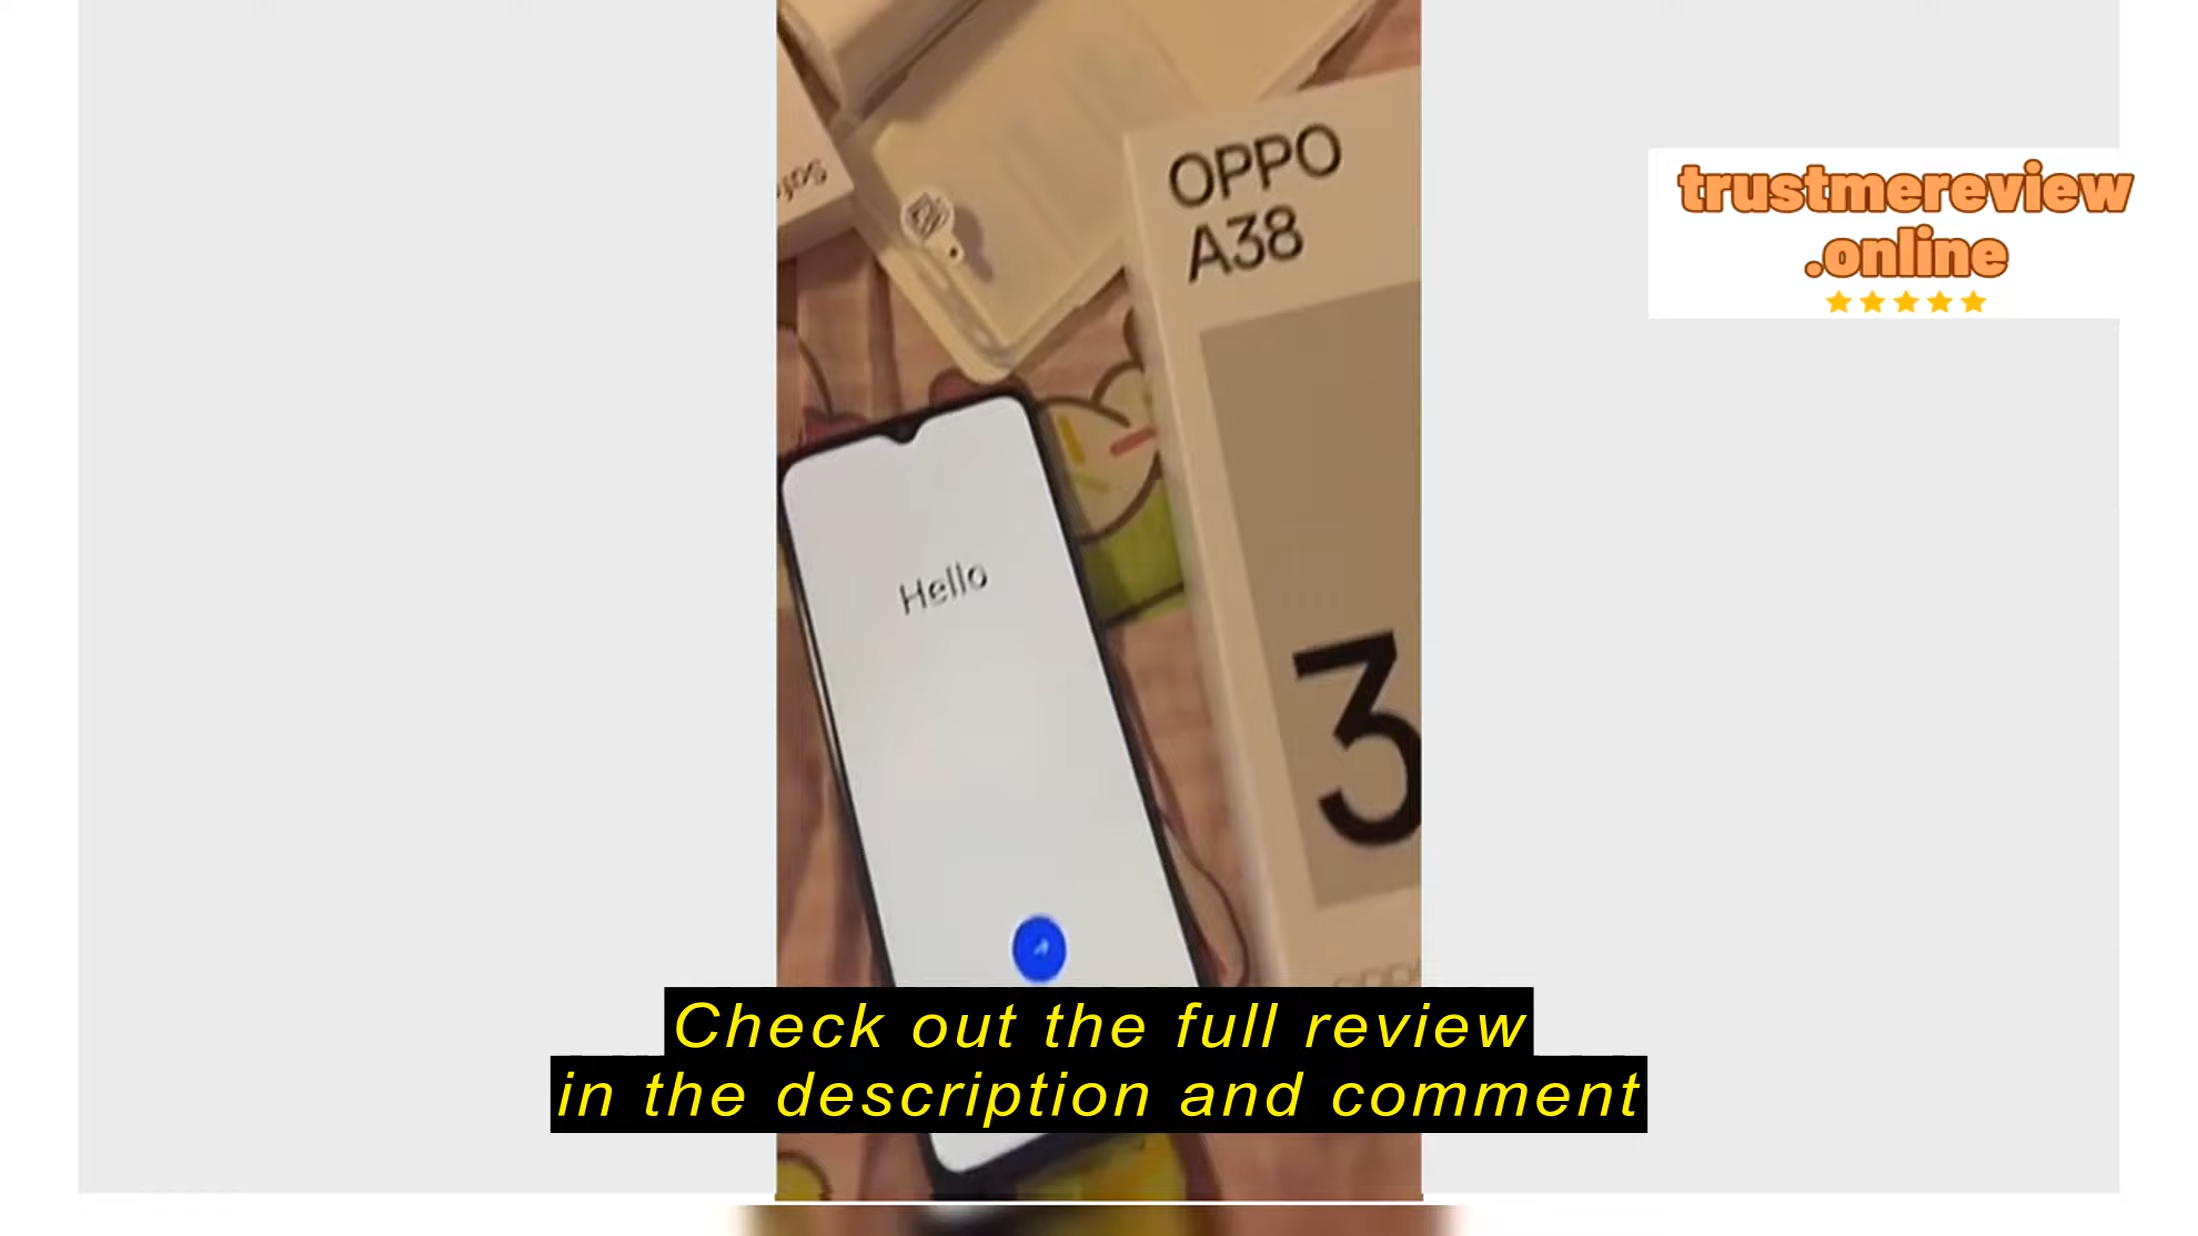 trustmereview
.online
OPPO
A38
Hello
3
Check out the full review
in the description and comment